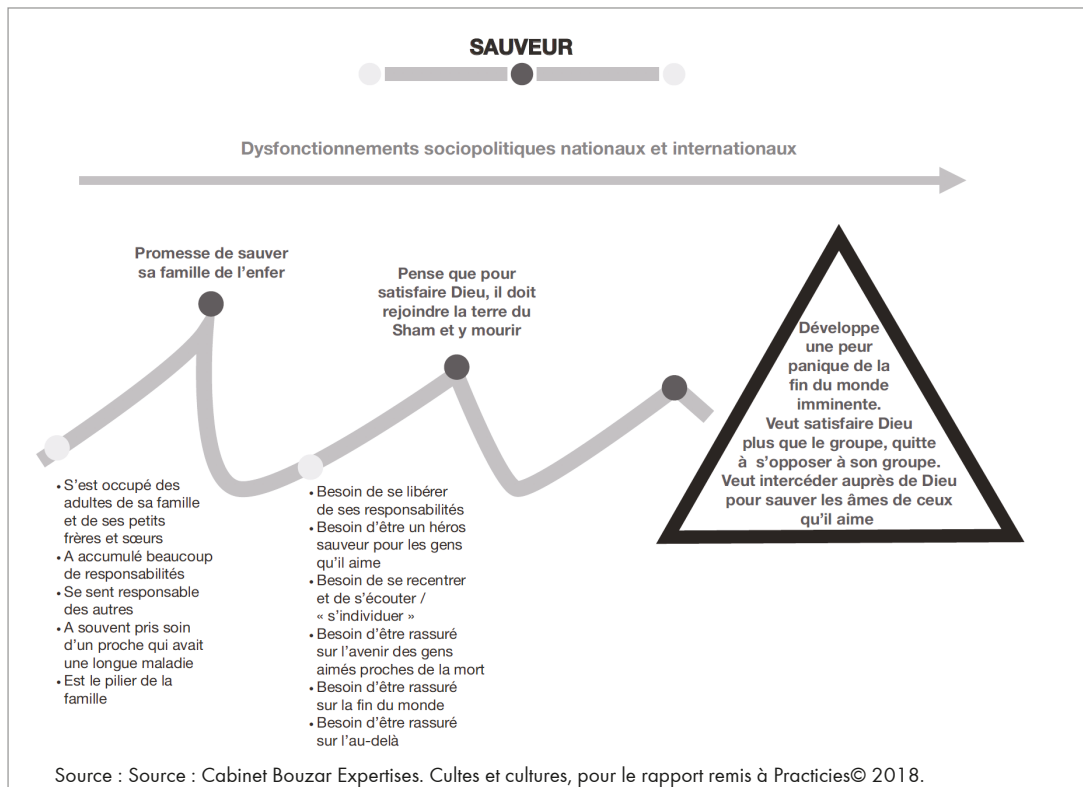 SAUVEUR
Dysfonctionnements sociopolitiques nationaux et internationaux
Promesse de sauver
sa famille de l’enfer
Pense que pour
satisfaire Dieu, il doit
rejoindre la terre du
Sham et y mourir
Développe
une peur
panique de la
fin du monde
imminente.
Veut satisfaire Dieu
plus que le groupe, quitte
à s’opposer à son groupe.
Veut intercéder auprès de Dieu
pour sauver les âmes de ceux
qu’il aime
• S’est occupé des
adultes de sa famille
et de ses petits
frères et sœurs
• A accumulé beaucoup
de responsabilités
• Se sent responsable
des autres
• A souvent pris soin
d’un proche qui avait
une longue maladie
• Est le pilier de la
famille
• Besoin de se libérer
de ses responsabilités
• Besoin d’être un héros
sauveur pour les gens
qu’il aime
• Besoin de se recentrer
et de s’écouter /
« s’individuer »
• Besoin d’être rassuré
sur l’avenir des gens
aimés proches de la mort
• Besoin d’être rassuré
sur la fin du monde
• Besoin d’être rassuré
sur l’au-delà
Source : Source : Cabinet Bouzar Expertises. Cultes et cultures, pour le rapport remis à Practicies© 2018.